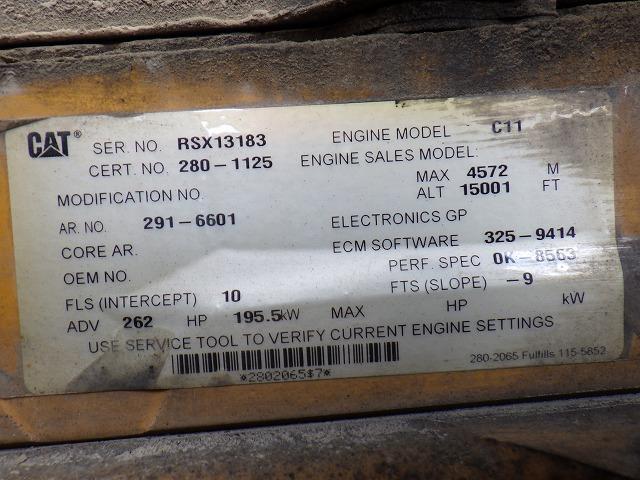 CAT® SER. NO. RSX13183 ENGINE MODEL C11
CERT. NO. 280-1125 ENGINE SALES MODEL:
MODIFICATION NO. MAX 4572 M
ALT 15001 FT
AR. NO. 291-6601 ELECTRONICS GP
CORE AR. ECM SOFTWARE 325-9414
OEM NO. PERF. SPEC 0K-8563
FLS (INTERCEPT) 10 FTS (SLOPE) -9
ADV 262 HP 195.5kW MAX HP kW
USE SERVICE TOOL TO VERIFY CURRENT ENGINE SETTINGS
280-2065 Fulfills 115-5852
*2802065$7*